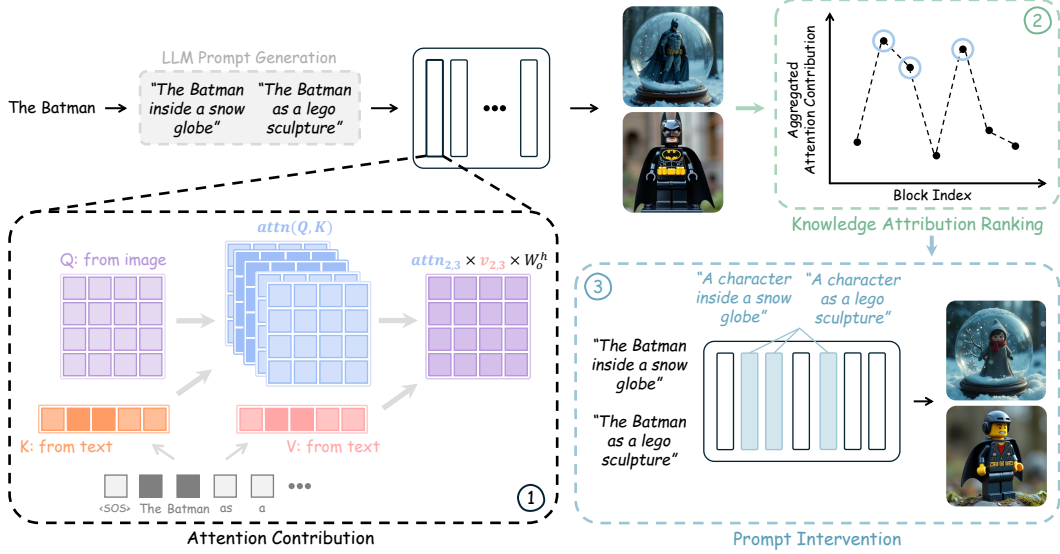 LLM Prompt Generation
The Batman
“The Batman
inside a snow
globe”
“The Batman
as a lego
sculpture”
•••
2
Aggregated
Attention Contribution
Block Index
Knowledge Attribution Ranking
attn(Q, K)
Q: from image
attn2,3 × v2,3 × W_o^h
K: from text
V: from text
<SOS>
The
Batman
as
a
•••
1
Attention Contribution
3
“A character
inside a snow
globe”
“A character
as a lego
sculpture”
“The Batman
inside a snow
globe”
“The Batman
as a lego
sculpture”
Prompt Intervention